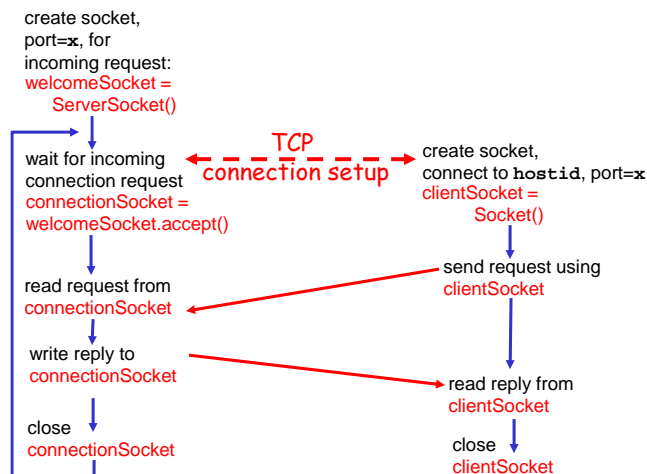 create socket,
port=x, for
incoming request:
welcomeSocket =
ServerSocket()
TCP
connection setup
wait for incoming
connection request
connectionSocket =
welcomeSocket.accept()
create socket,
connect to hostid, port=x
clientSocket =
Socket()
send request using
clientSocket
read request from
connectionSocket
write reply to
connectionSocket
read reply from
clientSocket
close
connectionSocket
close
clientSocket